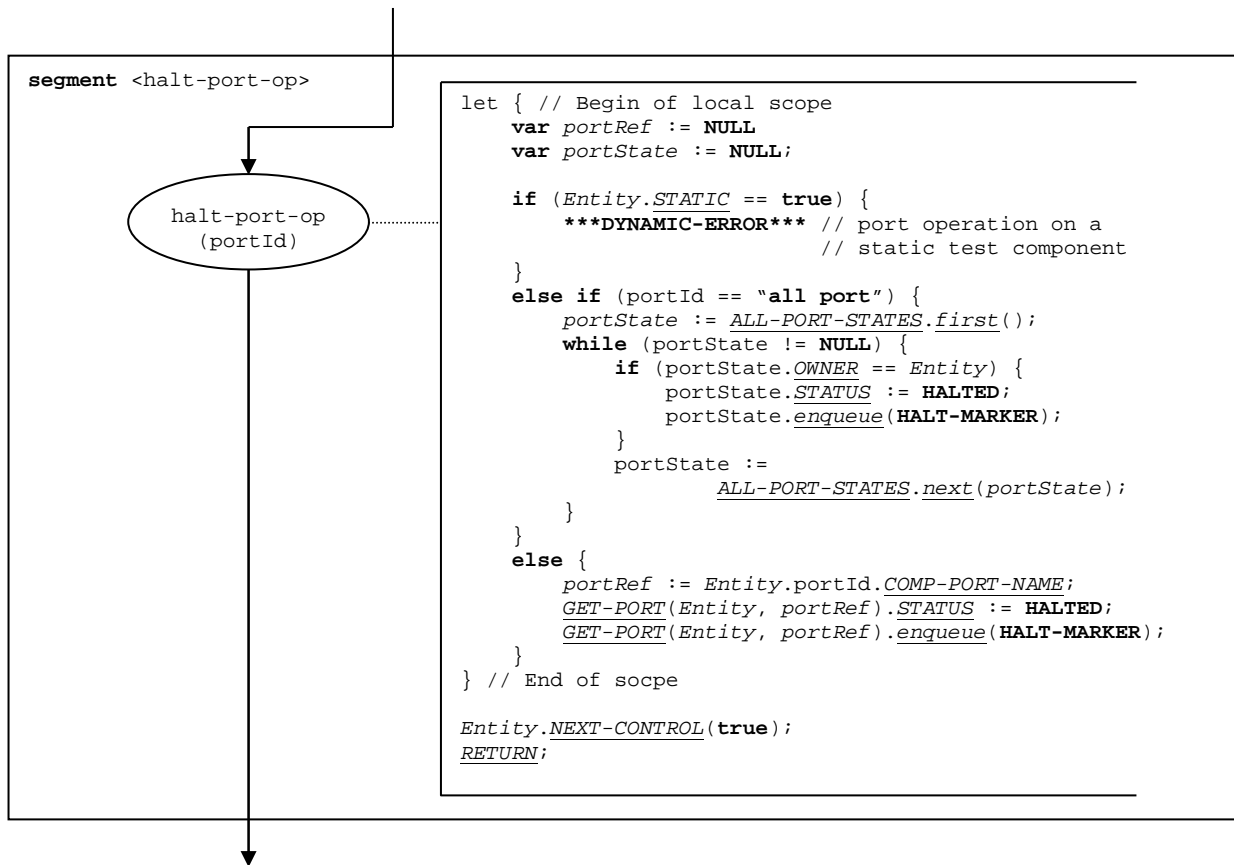 segment <halt-port-op>
halt-port-op
(portId)
let { // Begin of local scope
var portRef := NULL
var portState := NULL;
if (Entity.STATIC == true) {
***DYNAMIC-ERROR*** // port operation on a
// static test component
}
else if (portId == “all port”) {
portState := ALL-PORT-STATES.first();
while (portState != NULL) {
if (portState.OWNER == Entity) {
portState.STATUS := HALTED;
portState.enqueue(HALT-MARKER);
}
portState :=
ALL-PORT-STATES.next(portState);
}
}
else {
portRef := Entity.portId.COMP-PORT-NAME;
GET-PORT(Entity, portRef).STATUS := HALTED;
GET-PORT(Entity, portRef).enqueue(HALT-MARKER);
}
} // End of socpe
Entity.NEXT-CONTROL(true);
RETURN;